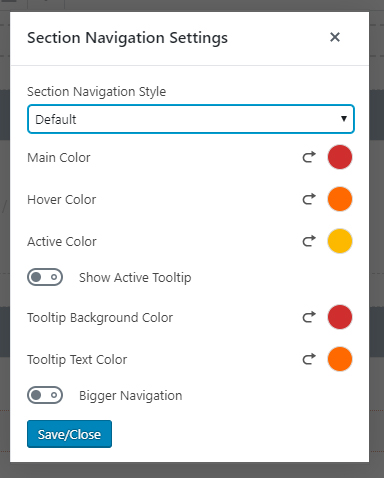 Section Navigation Settings
Section Navigation Style
Default
Main Color
Hover Color
Active Color
Show Active Tooltip
Tooltip Background Color
Tooltip Text Color
Bigger Navigation
Save/Close